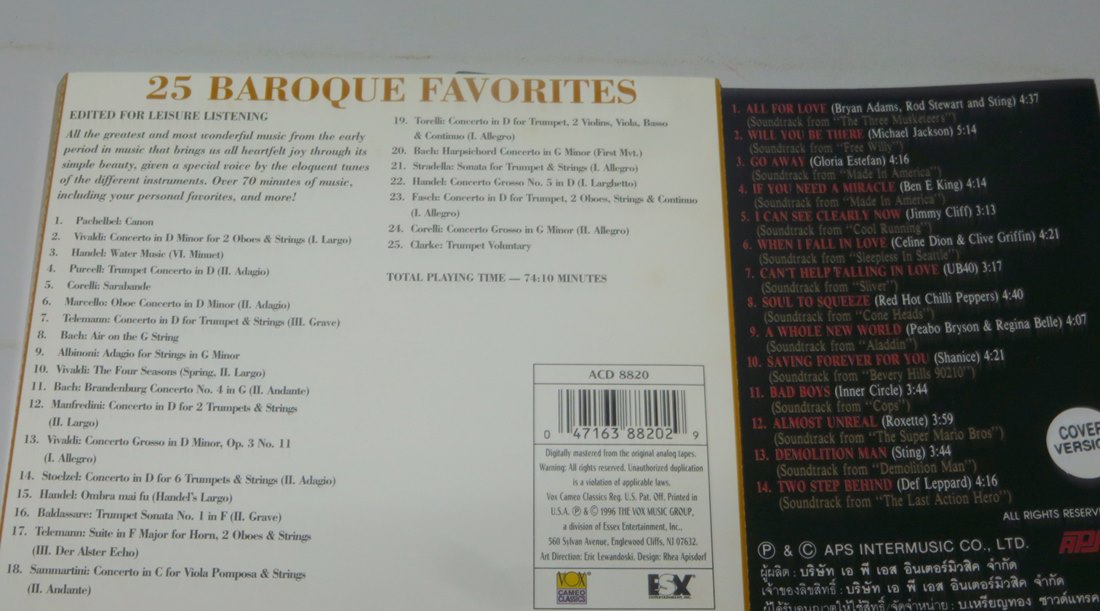 25 BAROQUE FAVORITES
EDITED FOR LEISURE LISTENING
All the greatest and most wonderful music from the early
period in music that brings us all heartfelt joy through its
simple beauty, given a special voice by the eloquent tunes
of the different instruments. Over 70 minutes of music,
including your personal favorites, and more!
1. Pachelbel: Canon
2. Vivaldi: Concerto in D Minor for 2 Oboes & Strings (I. Largo)
3. Handel: Water Music (VI. Minuet)
4. Purcell: Trumpet Concerto in D (II. Adagio)
5. Corelli: Sarabande
6. Marcello: Oboe Concerto in D Minor (II. Adagio)
7. Telemann: Concerto in D for Trumpet & Strings (III. Grave)
8. Bach: Air on the G String
9. Albinoni: Adagio for Strings in G Minor
10. Vivaldi: The Four Seasons (Spring, II. Largo)
11. Bach: Brandenburg Concerto No. 4 in G (II. Andante)
12. Manfredini: Concerto in D for 2 Trumpets & Strings
(II. Largo)
13. Vivaldi: Concerto Grosso in D Minor, Op. 3 No. 11
(I. Allegro)
14. Stoelzel: Concerto in D for 6 Trumpets & Strings (II. Adagio)
15. Handel: Ombra mai fu (Handel's Largo)
16. Baldassare: Trumpet Sonata No. 1 in F (II. Grave)
17. Telemann: Suite in F Major for Horn, 2 Oboes & Strings
(III. Der Alster Echo)
18. Sammartini: Concerto in C for Viola Pomposa & Strings
(II. Andante)
19. Torelli: Concerto in D for Trumpet, 2 Violins, Viola, Basso
& Continuo (I. Allegro)
20. Bach: Harpsichord Concerto in G Minor (First Mvt.)
21. Stradella: Sonata for Trumpet & Strings (I. Allegro)
22. Handel: Concerto Grosso No. 5 in D (I. Larghetto)
23. Fasch: Concerto in D for Trumpet, 2 Oboes, Strings & Continuo
(I. Allegro)
24. Corelli: Concerto Grosso in G Minor (II. Allegro)
25. Clarke: Trumpet Voluntary
TOTAL PLAYING TIME — 74:10 MINUTES
ACD 8820
0 47163 88202 9
Digitally mastered from the original analog tapes.
Warning: All rights reserved. Unauthorized duplication
is a violation of applicable laws.
Vox Cameo Classics Reg. U.S. Pat. Off. Printed in
U.S.A. ℗ & © 1996 THE VOX MUSIC GROUP,
a division of Essex Entertainment, Inc.,
560 Sylvan Avenue, Englewood Cliffs, NJ 07632.
Art Direction: Eric Lewandoski. Design: Rhea Apisdorf
VOX
CAMEO
CLASSICS
ESX
ENTERTAINMENT, INC.
1. ALL FOR LOVE (Bryan Adams, Rod Stewart and Sting) 4:37
(Soundtrack from "The Three Musketeers")
2. WILL YOU BE THERE (Michael Jackson) 5:14
(Soundtrack from "Free Willy")
3. GO AWAY (Gloria Estefan) 4:16
(Soundtrack from "Made In America")
4. IF YOU NEED A MIRACLE (Ben E King) 4:14
(Soundtrack from "Made In America")
5. I CAN SEE CLEARLY NOW (Jimmy Cliff) 3:13
(Soundtrack from "Cool Running")
6. WHEN I FALL IN LOVE (Celine Dion & Clive Griffin) 4:21
(Soundtrack from "Sleepless In Seattle")
7. CAN'T HELP FALLING IN LOVE (UB40) 3:17
(Soundtrack from "Sliver")
8. SOUL TO SQUEEZE (Red Hot Chilli Peppers) 4:40
(Soundtrack from "Cone Heads")
9. A WHOLE NEW WORLD (Peabo Bryson & Regina Belle) 4:07
(Soundtrack from "Aladdin")
10. SAVING FOREVER FOR YOU (Shanice) 4:21
(Soundtrack from "Bevery Hills 90210")
11. BAD BOYS (Inner Circle) 3:44
(Soundtrack from "Cops")
12. ALMOST UNREAL (Roxette) 3:59
(Soundtrack from "The Super Mario Bros")
13. DEMOLITION MAN (Sting) 3:44
(Soundtrack from "Demolition Man")
14. TWO STEP BEHIND (Def Leppard) 4:16
(Soundtrack from "The Last Action Hero")
COVER
VERSIO
ALL RIGHTS RESERV
℗ & © APS INTERMUSIC CO., LTD.
APS
ผู้ผลิต : บริษัท เอ พี เอส อินเตอร์มิวสิค จำกัด
เจ้าของลิขสิทธิ์ : บริษัท เอ พี เอส อินเตอร์มิวสิค จำกัด